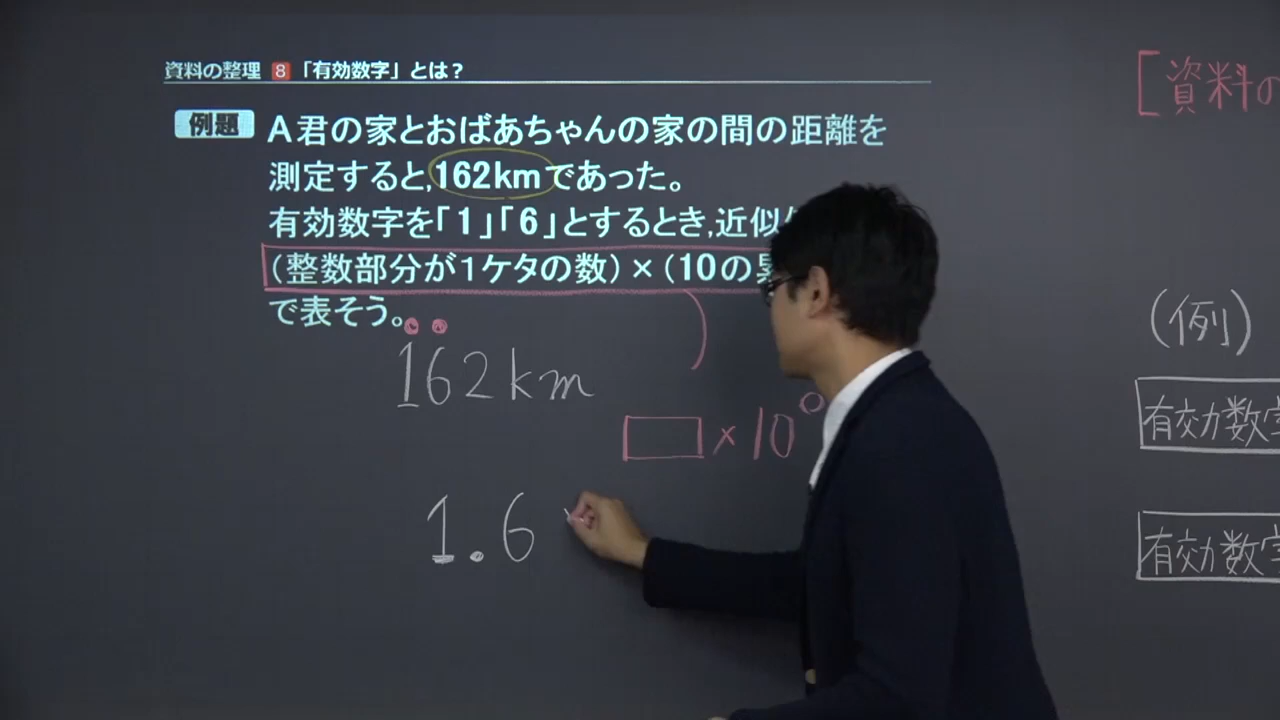 資料の整理 8 「有効数字」とは?
例題 A君の家とおばあちゃんの家の間の距離を
測定すると,162kmであった。
有効数字を「1」「6」とするとき,近似
(整数部分が1ケタの数)×(10の
で表そう。
162km
× 10
1.6
[資料の
(例)
有効数字
有効数字